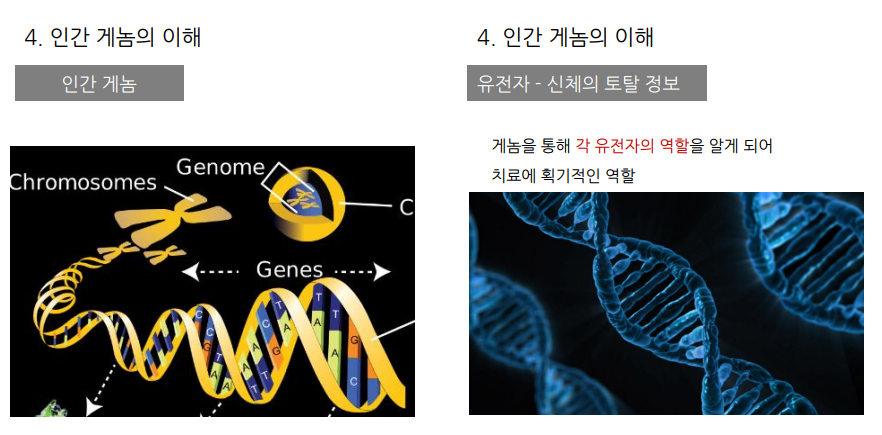 4. 인간 게놈의 이해
인간 게놈
Chromosomes
Genome
C
Genes
C
C
G
T
A
A
A
A
A
C
T
T
T
G
A
T
A
T
A
G
C
4. 인간 게놈의 이해
유전자 - 신체의 토탈 정보
게놈을 통해 각 유전자의 역할을 알게 되어
치료에 획기적인 역할